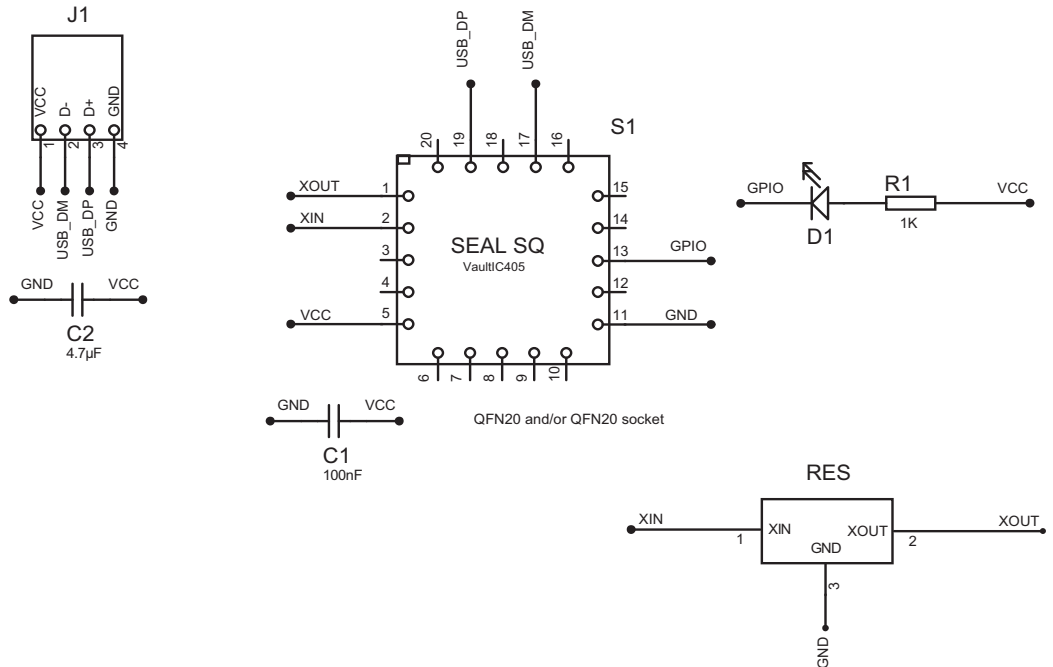 J1
VCC
D-
D+
GND
1
2
3
4
VCC
USB_DM
USB_DP
GND
GND
VCC
C2
4.7µF
USB_DP
USB_DM
S1
20
19
18
17
16
XOUT
1
XIN
2
3
4
VCC
5
SEAL SQ
VaultIC405
15
14
13
GPIO
12
11
GND
6
7
8
9
10
QFN20 and/or QFN20 socket
GND
VCC
C1
100nF
GPIO
D1
R1
1K
VCC
RES
XIN
1
XIN
XOUT
GND
2
XOUT
3
GND